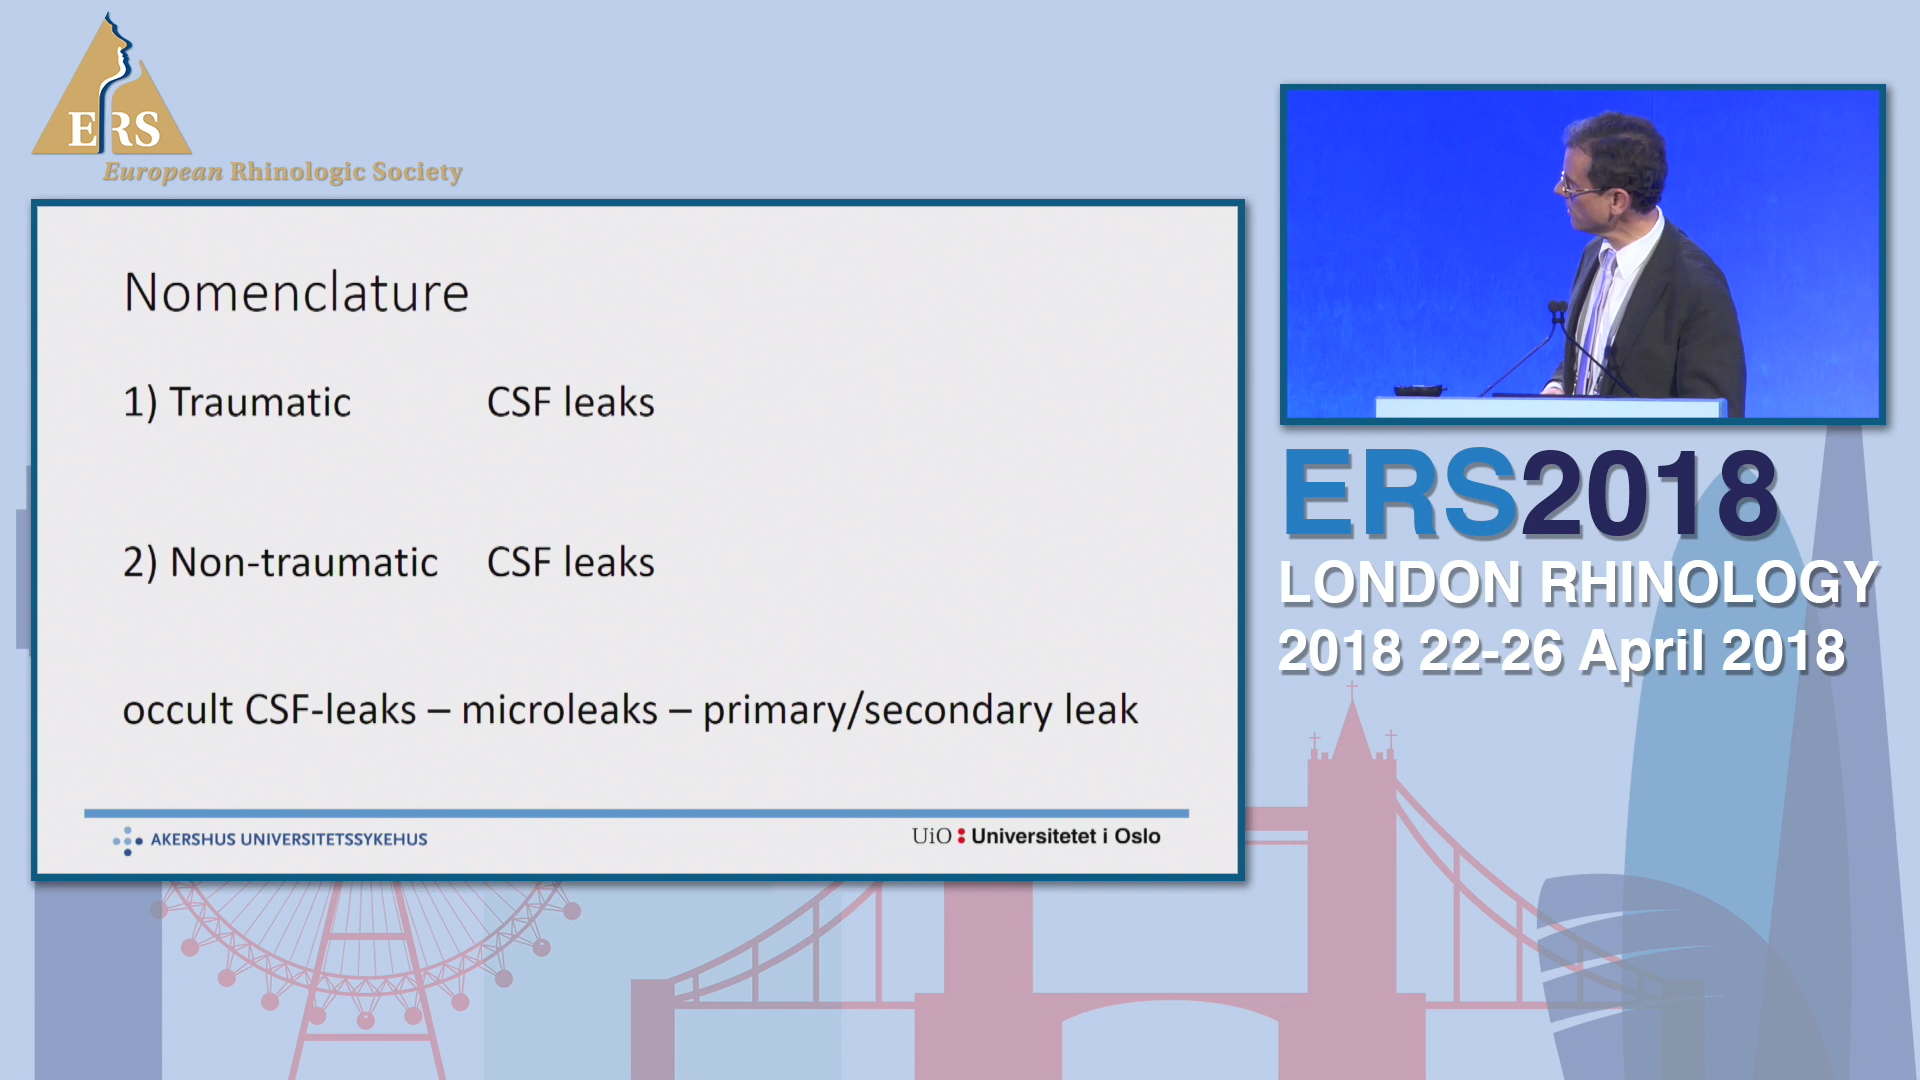 ERS
European Rhinologic Society
Nomenclature
1) Traumatic CSF leaks
2) Non-traumatic CSF leaks
occult CSF-leaks – microleaks – primary/secondary leak
AKERSHUS UNIVERSITETSSYKEHUS
UiO : Universitetet i Oslo
ERS2018
LONDON RHINOLOGY
2018 22-26 April 2018